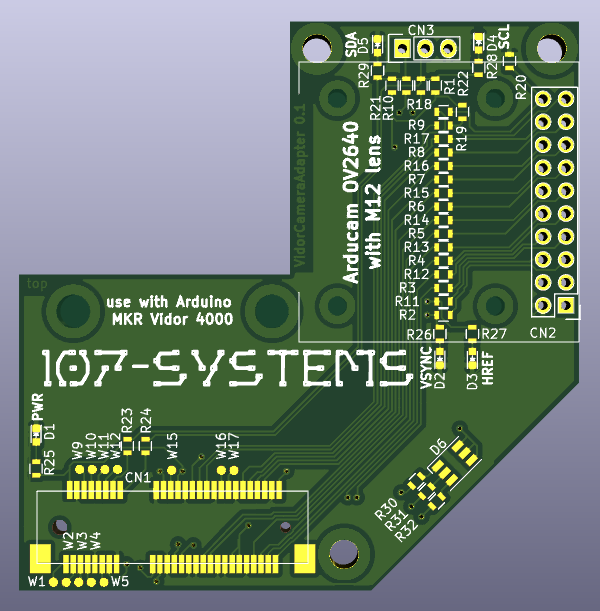 CN3
SDA
D5
D4
SCL
R29
R28
R22
R20
R21
R10
R18
R1
R19
VidorCameraAdapter 0.1
Arducam OV2640
with M12 lens
R9
R17
R8
R16
R7
R15
R6
R14
R5
R13
R4
R12
R3
R11
R2
R26
R27
CN2
top
use with Arduino
MKR Vidor 4000
107-SYSTEMS
VSYNC
D2
D3
HREF
PWR
D1
R25
R23
R24
W9
W10
W11
W12
W15
W16
W17
CN1
D6
R30
R31
R32
W2
W3
W4
W1
W5